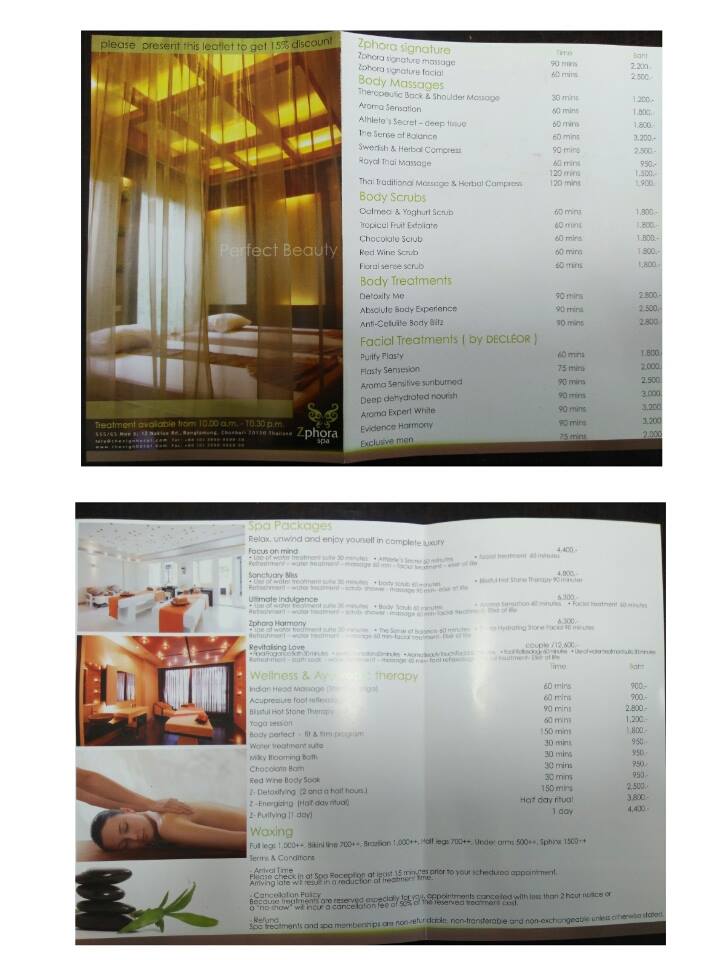 please present this leaflet to get 15% discount
Perfect Beauty
Treatment available from 10.00 a.m. - 10.30 p.m.
Zphora
spa
Zphora signature Time Baht
Zphora signature massage 90 mins 2,200.-
Zphora signature facial 60 mins 2,500.-
Body Massages
Therapeutic Back & Shoulder Massage 30 mins 1,200.-
Aroma Sensation 60 mins 1,800.-
Athlete's Secret – deep tissue 60 mins 1,800.-
The Sense of Balance 60 mins 3,200.-
Swedish & Herbal Compress 90 mins 2,500.-
Royal Thai Massage 60 mins 950.-
120 mins 1,500.-
Thai Traditional Massage & Herbal Compress 120 mins 1,900.-
Body Scrubs
Oatmeal & Yoghurt Scrub 60 mins 1,800.-
Tropical Fruit Exfoliate 60 mins 1,800.-
Chocolate Scrub 60 mins 1,800.-
Red Wine Scrub 60 mins 1,800.-
Floral sense scrub 60 mins 1,800.-
Body Treatments
Detoxify Me 90 mins 2,800.-
Absolute Body Experience 90 mins 2,500.-
Anti-Cellulite Body Blitz 90 mins 2,800.-
Facial Treatments ( by DECLÉOR )
Purify Plasty 60 mins 1,800.
Plasty Sensesion 75 mins 2,000.
Aroma Sensitive sunburned 90 mins 2,500
Deep dehydrated nourish 90 mins 3,000
Aroma Expert White 90 mins 3,200
Evidence Harmony 90 mins 3,200
Exclusive men 75 mins 2,000
Spa Packages
Relax, unwind and enjoy yourself in complete luxury
Focus on mind 4,400.-
• Use of water treatment suite 30 minutes • Athlete's Secret 60 minutes • facial treatment 60 minutes
Refreshment – water treatment - massage 60 min - facial treatment - elixir of life
Sanctuary Bliss 4,800.-
• Use of water treatment suite 30 minutes • body scrub 60 minutes • Blissful Hot Stone Therapy 90 minutes
Refreshment – water treatment - scrub- shower - massage 90 min- elixir of life
Ultimate Indulgence 6,300.-
• Use of water treatment suite 30 minutes • Body Scrub 60 minutes • Aroma Sensation 60 minutes • Facial treatment 60 minutes
Refreshment – water treatment - scrub- shower - massage 60 min-facial treatment- Elixir of life
Zphora Harmony 6,300.-
• Use of water treatment suite 30 minutes • The Sense of Balance 60 minutes Hydrating Stone Facial 90 minutes
Refreshment – water treatment - massage 60 min-facial treatment- Elixir of life
Revitalising Love couple /12,600.-
Refreshment – bath soak - massage 60 min- foot reflexology treatment- Elixir of life
Wellness & therapy Time Baht
Indian Head Massage 60 mins 900.-
Acupressure foot reflexology 60 mins 900.-
Blissful Hot Stone Therapy 90 mins 2,800.-
Yoga session 60 mins 1,200.-
Body perfect - fit & firm program 150 mins 1,800.-
Water treatment suite 30 mins 950.-
Milky Blooming Bath 30 mins 950.-
Chocolate Bath 30 mins 950.-
Red Wine Body Soak 30 mins 950.-
Z- Detoxifying (2 and a half hours.) 150 mins 2,500.-
Z -Energizing (Half day ritual) Half day ritual 3,800.-
Z- Purifying (1 day) 1 day 4,400.-
Waxing
Full legs 1,000++, Bikini line 700++, Brazilian 1,000++, Half legs 700++, Under arms 500++, Sphinx 1500++
Terms & Conditions
- Arrival Time
Please check in at Spa Reception at least 15 minutes prior to your scheduled appointment.
Arriving late will result in a reduction of treatment time.
- Cancellation Policy
Because treatments are reserved especially for you, appointments cancelled with less than 2 hour notice or
a "no-show" will incur a cancellation fee of 50% of the reserved treatment cost.
- Refund
Spa treatments and spa memberships are non-refundable, non-transferable and non-exchangeable unless otherwise stated.